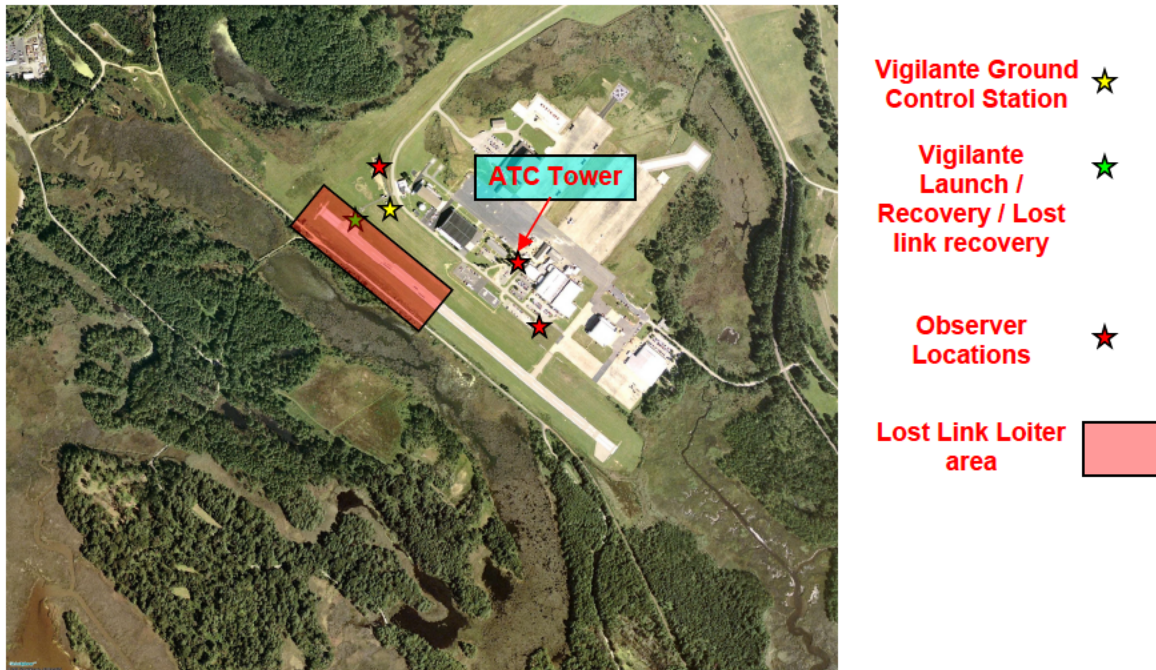 ATC Tower
Vigilante Ground
Control Station
Vigilante
Launch /
Recovery / Lost
link recovery
Observer
Locations
Lost Link Loiter
area